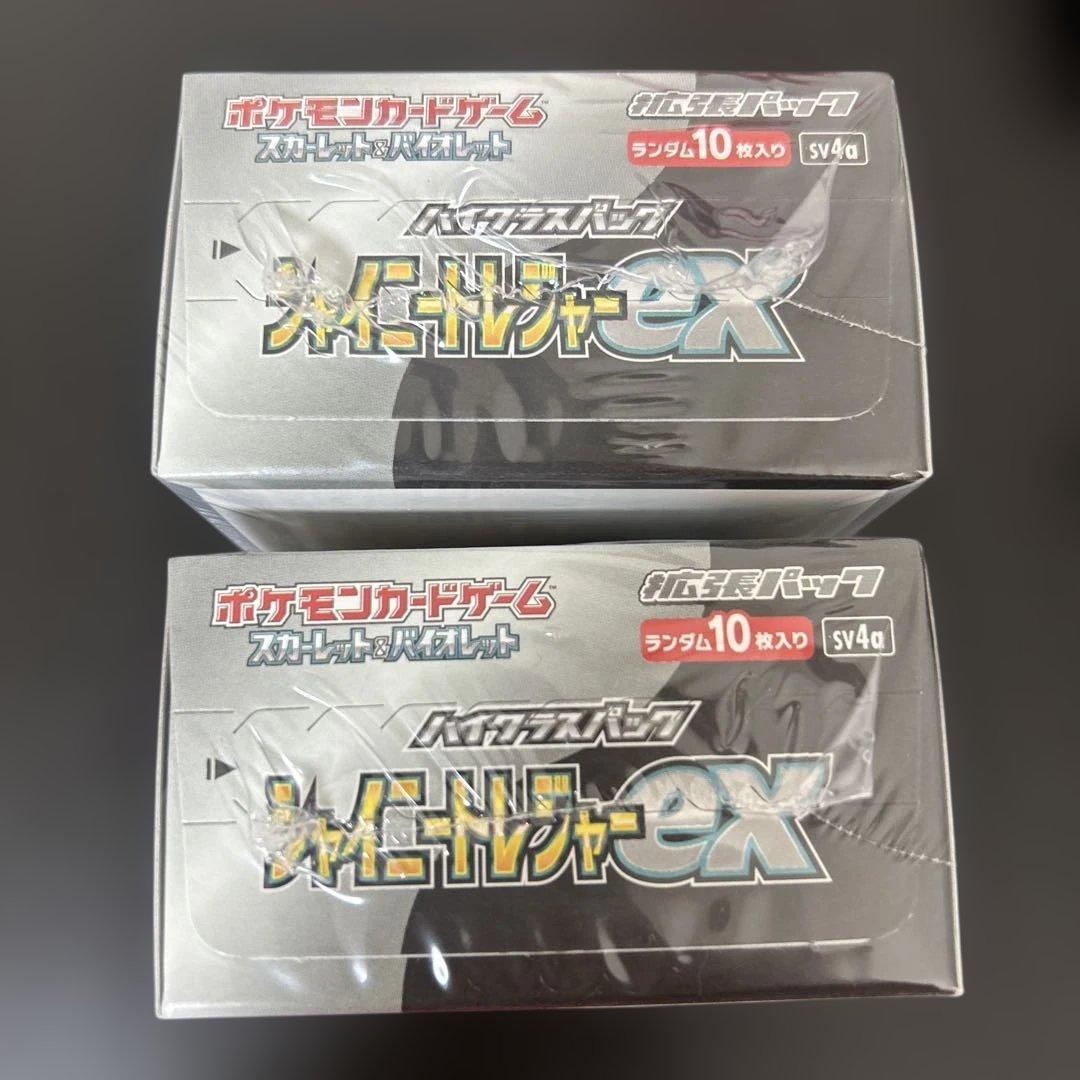 ポケモンカードゲーム™
スカーレット&バイオレット
拡張パック
ランダム10枚入り
SV4a
ハイクラスパック
シャイニートレジャーex
ポケモンカードゲーム™
スカーレット&バイオレット
拡張パック
ランダム10枚入り
SV4a
ハイクラスパック
シャイニートレジャーex